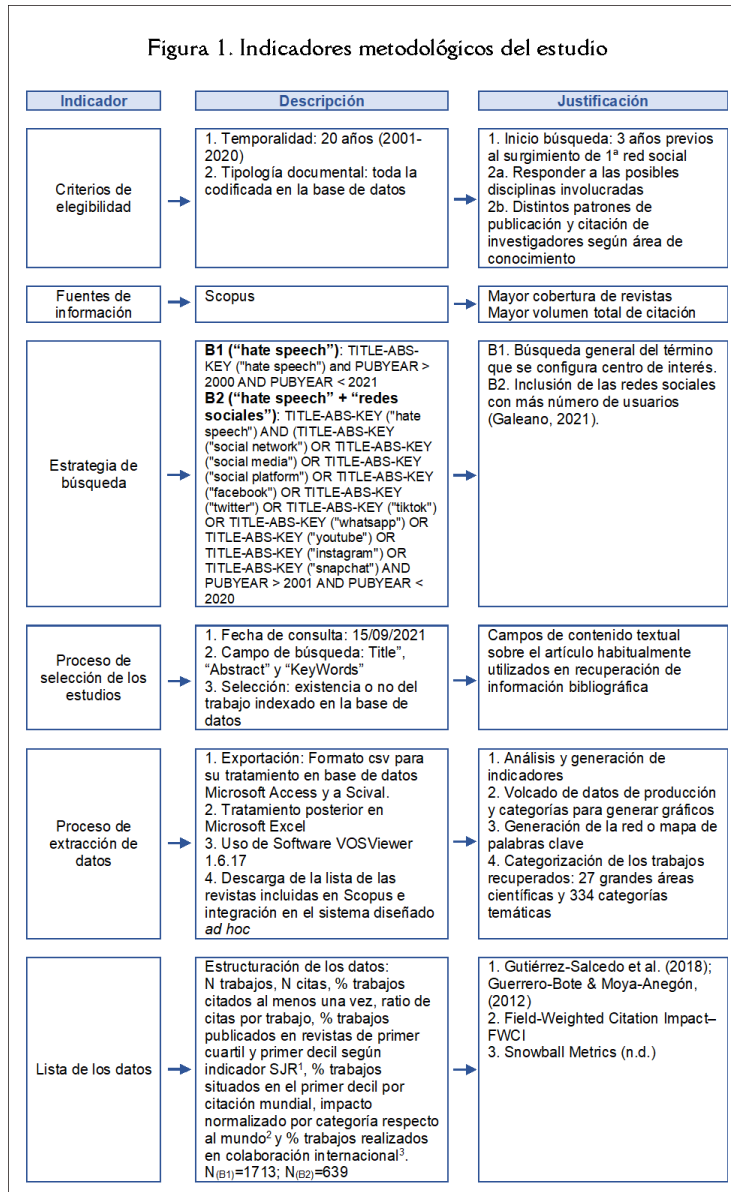 Figura 1. Indicadores metodológicos del estudio
Indicador
Descripción
Justificación
Criterios de
elegibilidad
1. Temporalidad: 20 años (2001-
2020)
2. Tipología documental: toda la
codificada en la base de datos
1. Inicio búsqueda: 3 años previos
al surgimiento de 1ª red social
2a. Responder a las posibles
disciplinas involucradas
2b. Distintos patrones de
publicación y citación de
investigadores según área de
conocimiento
Fuentes de
información
Scopus
Mayor cobertura de revistas
Mayor volumen total de citación
Estrategia de
búsqueda
B1 (“hate speech”): TITLE-ABS-
KEY ("hate speech") and PUBYEAR >
2000 AND PUBYEAR < 2021
B2 (“hate speech” + “redes
sociales”): TITLE-ABS-KEY ("hate
speech") AND (TITLE-ABS-KEY
("social network") OR TITLE-ABS-KEY
("social media") OR TITLE-ABS-KEY
("social platform") OR TITLE-ABS-KEY
("facebook") OR TITLE-ABS-KEY
("twitter") OR TITLE-ABS-KEY ("tiktok")
OR TITLE-ABS-KEY ("whatsapp") OR
TITLE-ABS-KEY ("youtube") OR
TITLE-ABS-KEY ("instagram") OR
TITLE-ABS-KEY ("snapchat") AND
PUBYEAR > 2001 AND PUBYEAR <
2020
B1. Búsqueda general del término
que se configura centro de interés.
B2. Inclusión de las redes sociales
con más número de usuarios
(Galeano, 2021).
Proceso de
selección de los
estudios
1. Fecha de consulta: 15/09/2021
2. Campo de búsqueda: Title”,
“Abstract” y “KeyWords”
3. Selección: existencia o no del
trabajo indexado en la base de
datos
Campos de contenido textual
sobre el artículo habitualmente
utilizados en recuperación de
información bibliográfica
Proceso de
extracción de
datos
1. Exportación: Formato csv para
su tratamiento en base de datos
Microsoft Access y a Scival.
2. Tratamiento posterior en
Microsoft Excel
3. Uso de Software VOSViewer
1.6.17
4. Descarga de la lista de las
revistas incluidas en Scopus e
integración en el sistema diseñado
ad hoc
1. Análisis y generación de
indicadores
2. Volcado de datos de producción
y categorías para generar gráficos
3. Generación de la red o mapa de
palabras clave
4. Categorización de los trabajos
recuperados: 27 grandes áreas
científicas y 334 categorías
temáticas
Lista de los datos
Estructuración de los datos:
N trabajos, N citas, % trabajos
citados al menos una vez, ratio de
citas por trabajo, % trabajos
publicados en revistas de primer
cuartil y primer decil según
indicador SJR¹, % trabajos
situados en el primer decil por
citación mundial, impacto
normalizado por categoría respecto
al mundo² y % trabajos realizados
en colaboración internacional³.
N(B1)=1713; N(B2)=639
1. Gutiérrez-Salcedo et al. (2018);
Guerrero-Bote & Moya-Anegón,
(2012)
2. Field-Weighted Citation Impact–
FWCI
3. Snowball Metrics (n.d.)